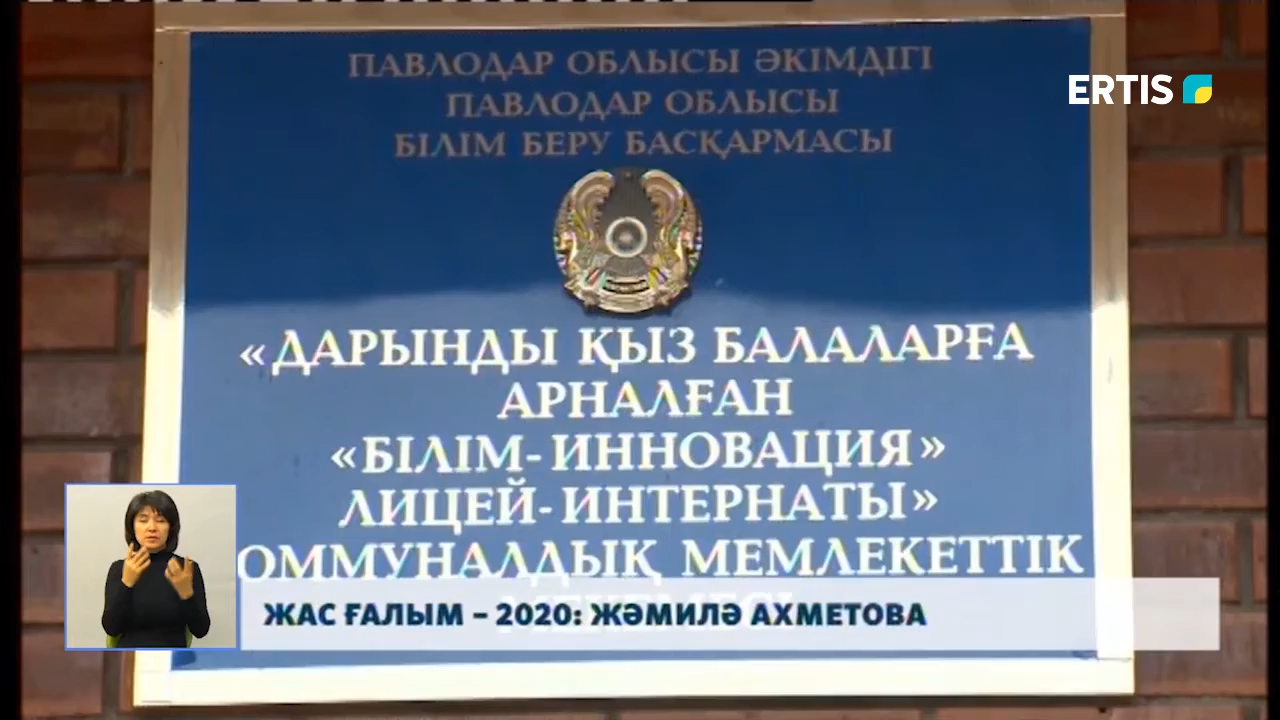 ПАВЛОДАР ОБЛЫСЫ ӘКІМДІГІ
ERTIS
ПАВЛОДАР ОБЛЫСЫ
БІЛІМ БЕРУ БАСҚАРМАСЫ
«ДАРЫНДЫ ҚЫЗ БАЛАЛАРҒА
АРНАЛҒАН
«БІЛІМ-ИННОВАЦИЯ»
ЛИЦЕЙ-ИНТЕРНАТЫ»
ОММУНАЛДЫҚ МЕМЛЕКЕТТІК
ЖАС ҒАЛЫМ – 2020: ЖӘМИЛӘ АХМЕТОВА